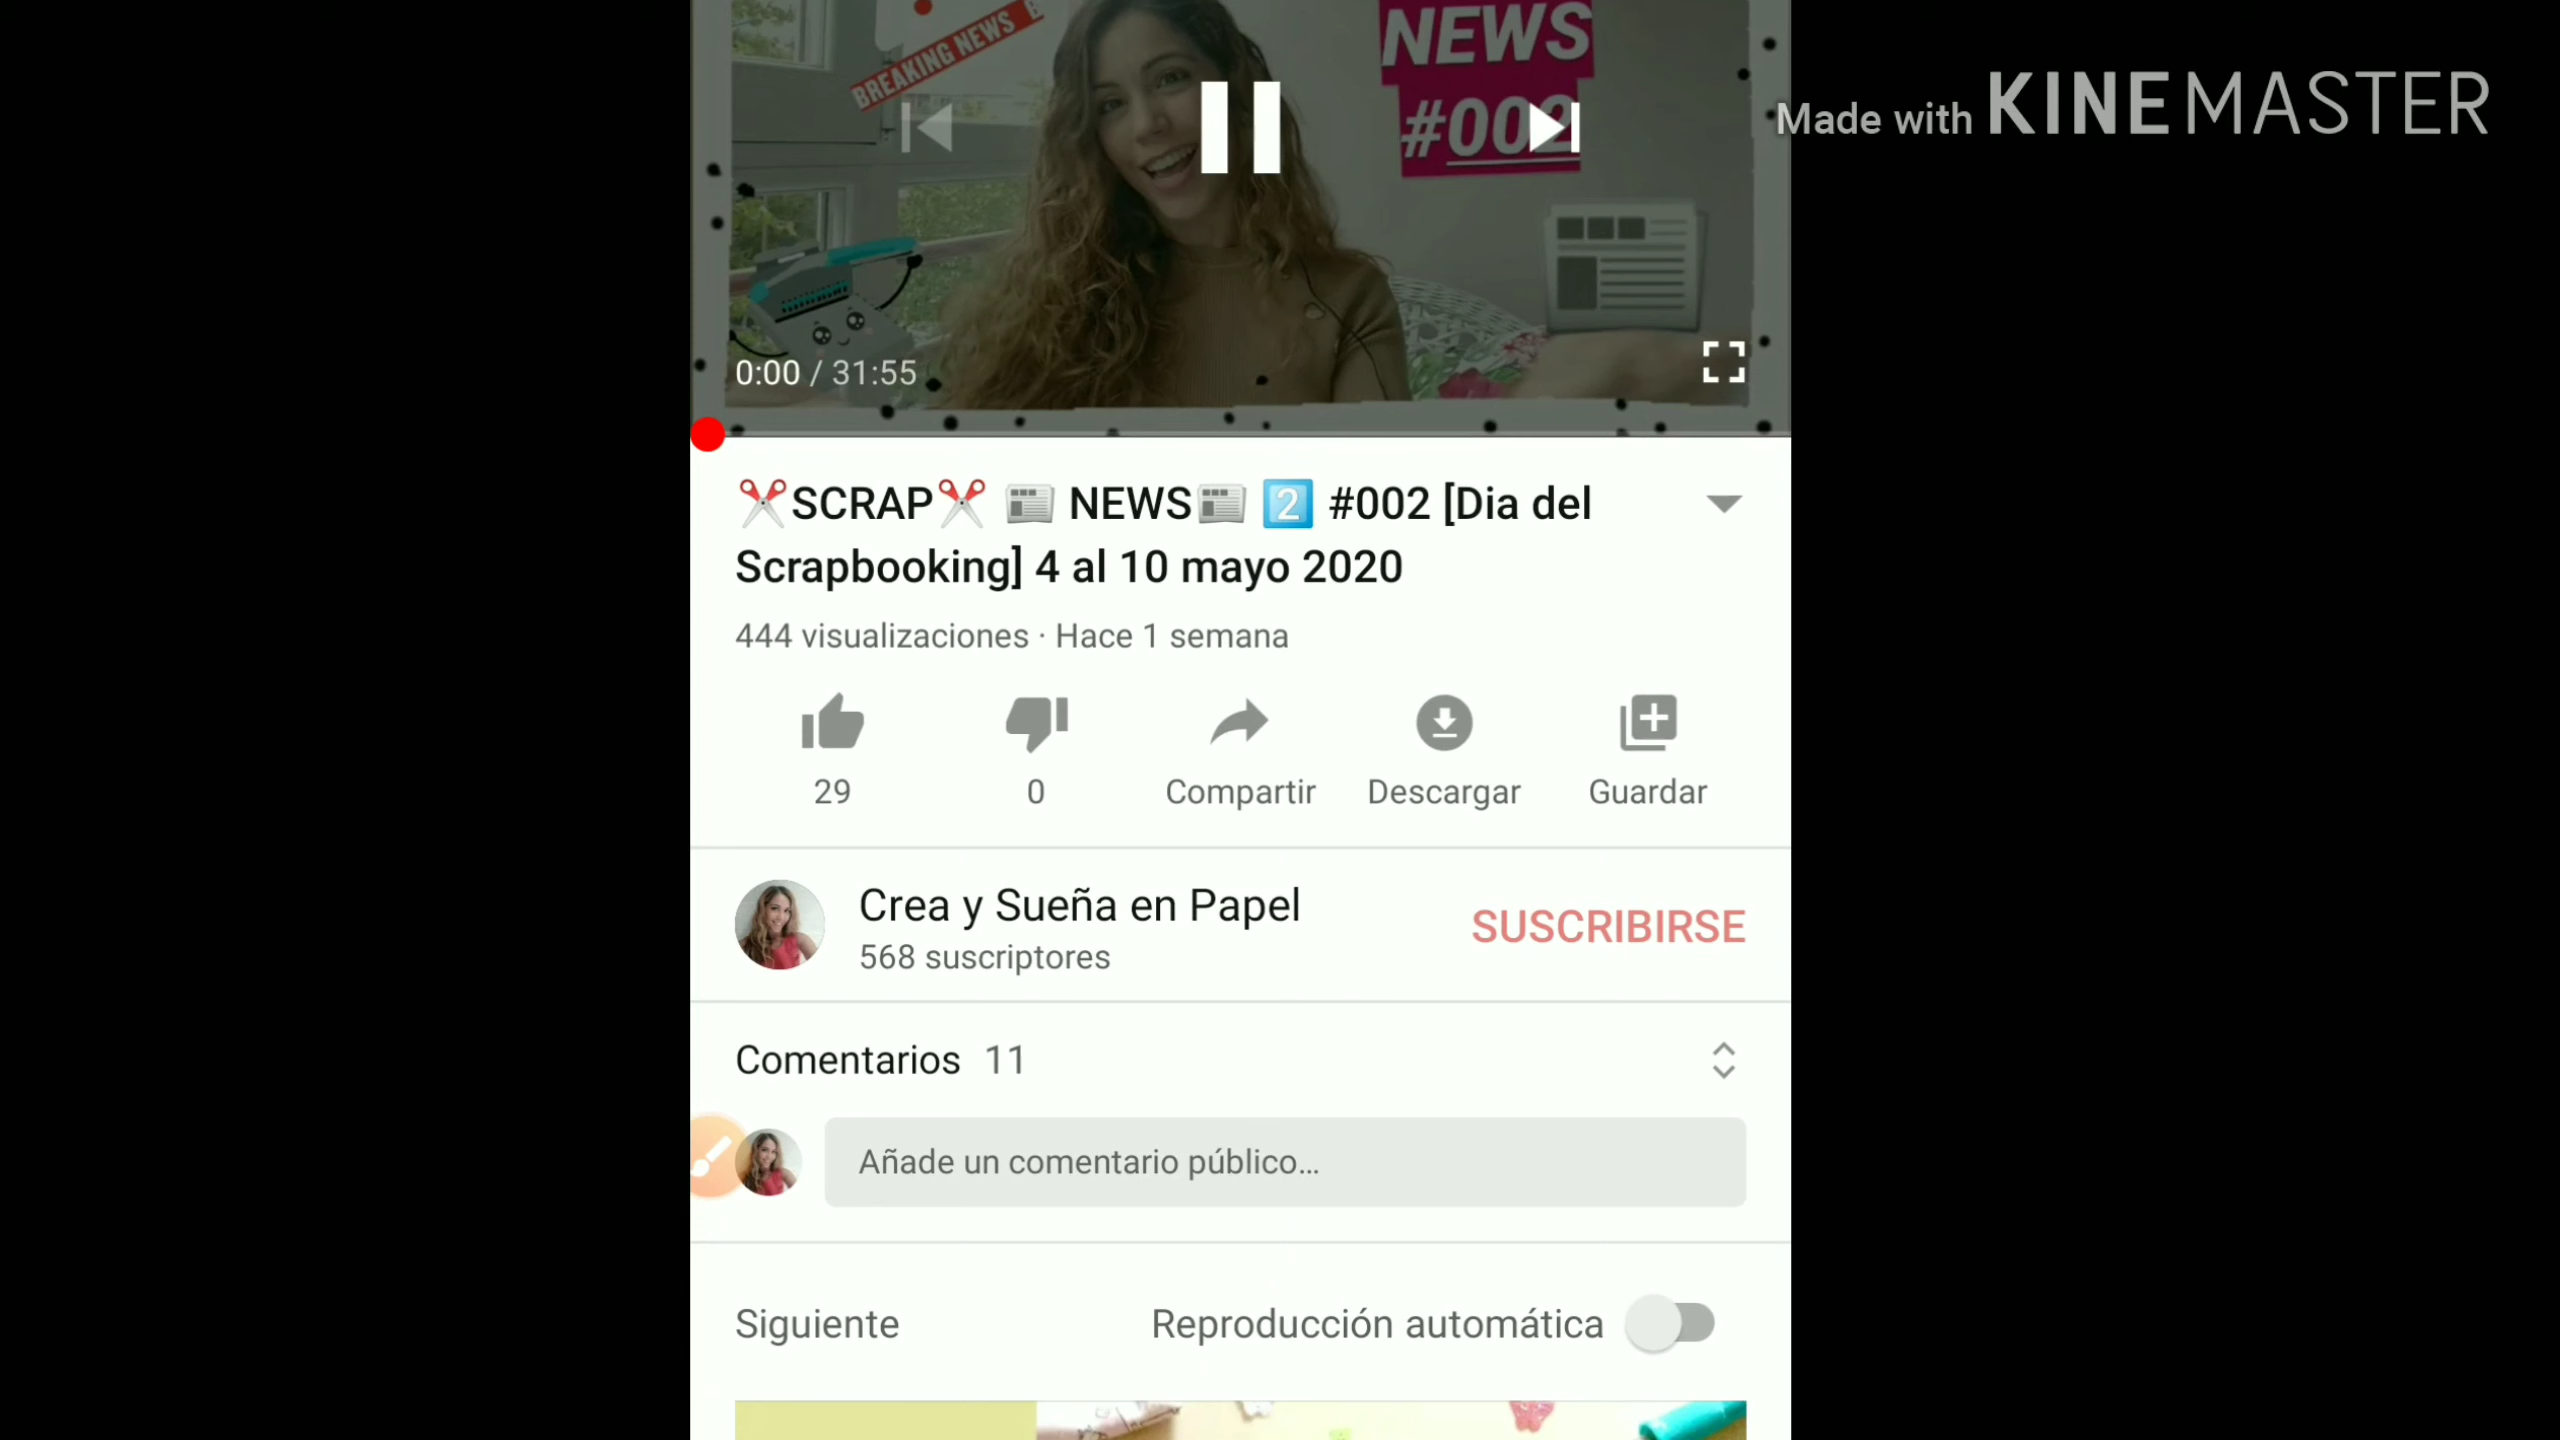 BREAKING NEWS
NEWS
#002
Made with KINEMASTER
0:00 / 31:55
✂️SCRAP✂️ 📰 NEWS📰 2️⃣ #002 [Dia del
Scrapbooking] 4 al 10 mayo 2020
444 visualizaciones · Hace 1 semana
29
0
Compartir
Descargar
Guardar
Crea y Sueña en Papel
568 suscriptores
SUSCRIBIRSE
Comentarios 11
Añade un comentario público...
Siguiente
Reproducción automática